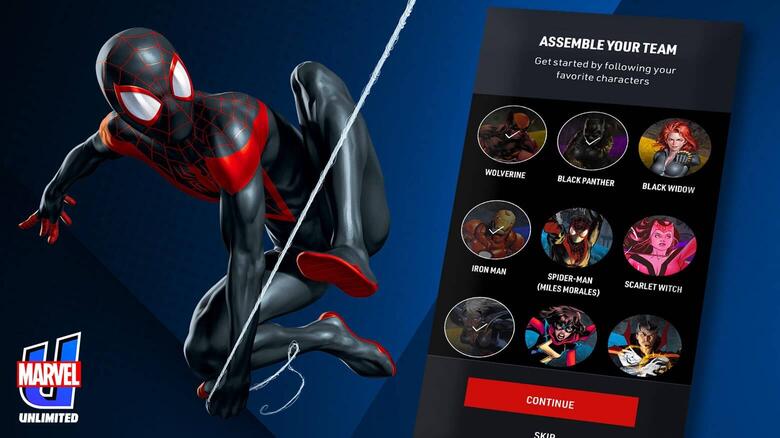 ASSEMBLE YOUR TEAM
Get started by following your
favorite characters
WOLVERINE
BLACK PANTHER
BLACK WIDOW
IRON MAN
SPIDER-MAN
(MILES MORALES)
SCARLET WITCH
CONTINUE
SKIP
U
MARVEL
UNLIMITED